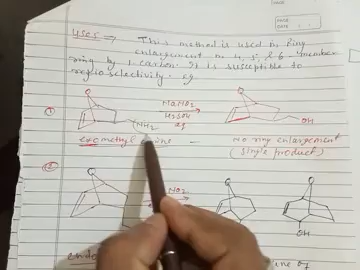 USES → This method is used in Ring
enlargement in 4, 5, & 6-member
ring by 1 carbon. It is susceptible to
regioselectivity. eg.
① O NH2 NaNO2 H2SO4 aq O OH
exomethyl amine — No ring enlargement
(single product)
② O NO2 O O OH
endo